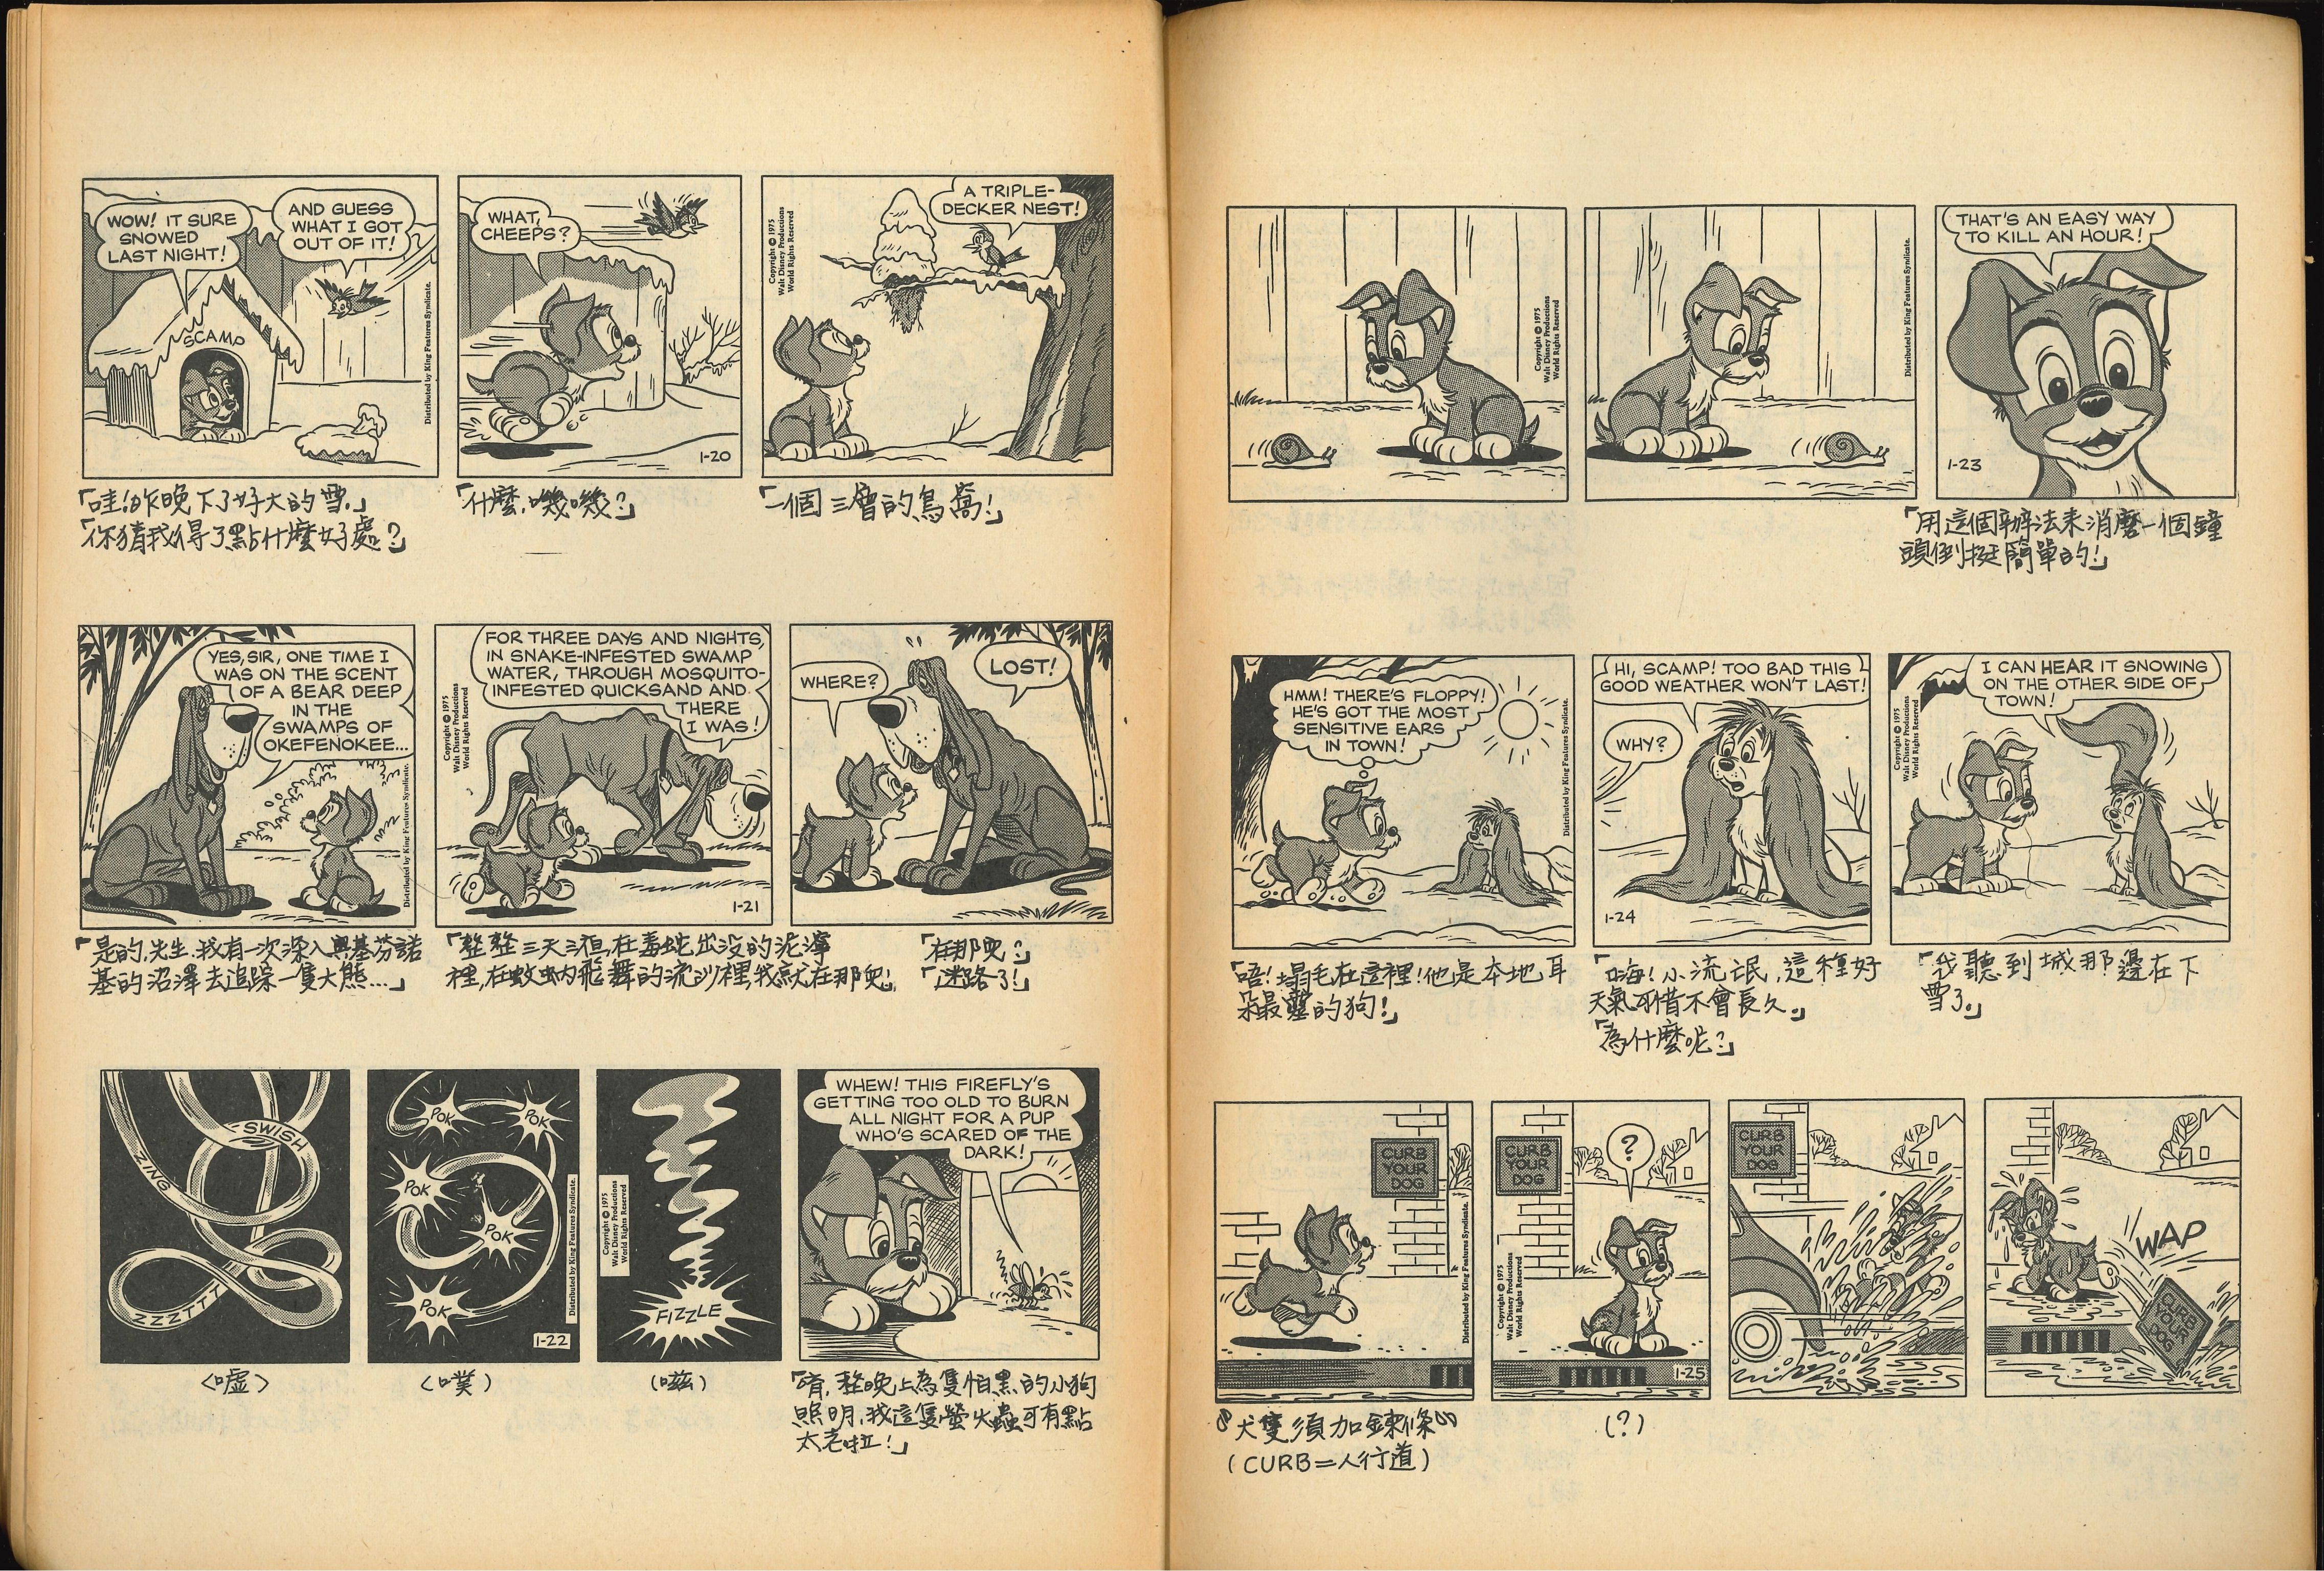 WOW! IT SURE
SNOWED
LAST NIGHT!
AND GUESS
WHAT I GOT
OUT OF IT!
SCAMP
Distributed by King Features Syndicate.
WHAT,
CHEEPS?
1-20
Copyright © 1975
Walt Disney Productions
World Rights Reserved
A TRIPLE-
DECKER NEST!
「哇!昨晚下了好大的雪。」
「你猜我得了點什麼好處?」
「什麼,嘰嘰?」
「一個三層的鳥窩!」
YES, SIR, ONE TIME I
WAS ON THE SCENT
OF A BEAR DEEP
IN THE
SWAMPS OF
OKEFENOKEE...
Distributed by King Features Syndicate.
FOR THREE DAYS AND NIGHTS,
IN SNAKE-INFESTED SWAMP
WATER, THROUGH MOSQUITO-
INFESTED QUICKSAND AND
THERE
I WAS!
Copyright © 1975
Walt Disney Productions
World Rights Reserved
1-21
WHERE?
LOST!
「是的,先生.我有一次深入奧基芬諾
基的沼澤去追踪一隻大熊...」
「整整三天三夜,在毒蛇出没的泥濘
裡,在蚊蚋飛舞的流沙裡,我就在那兒!」
「在那兒?」
「迷路了!」
SWISH
ZING
ZZZTTT
POK
POK
POK
POK
POK
Distributed by King Features Syndicate.
1-22
Copyright © 1975
Walt Disney Productions
World Rights Reserved
FIZZLE
WHEW! THIS FIREFLY'S
GETTING TOO OLD TO BURN
ALL NIGHT FOR A PUP
WHO'S SCARED OF THE
DARK!
(噓)
(噗)
(嗞)
「唷,整晚上為隻怕黑的小狗
照明,我這隻螢火蟲可有點
太老啦!」
Copyright © 1975
Walt Disney Productions
World Rights Reserved
Distributed by King Features Syndicate.
THAT'S AN EASY WAY
TO KILL AN HOUR!
1-23
「用這個辦法來消磨一個鐘
頭倒挺簡單的!」
HMM! THERE'S FLOPPY!
HE'S GOT THE MOST
SENSITIVE EARS
IN TOWN!
Distributed by King Features Syndicate.
HI, SCAMP! TOO BAD THIS
GOOD WEATHER WON'T LAST!
WHY?
1-24
Copyright © 1975
Walt Disney Productions
World Rights Reserved
I CAN HEAR IT SNOWING
ON THE OTHER SIDE OF
TOWN!
「唔!塌毛在這裡!他是本地耳
朵最靈的狗!」
「嗨!小流氓,這種好
天氣可惜不會長久。」
「為什麼呢?」
「我聽到城那邊在下
雪了。」
CURB
YOUR
DOG
Distributed by King Features Syndicate.
CURB
YOUR
DOG
?
Copyright © 1975
Walt Disney Productions
World Rights Reserved
1-25
CURB
YOUR
DOG
WAP
CURB
YOUR
DOG
"犬隻須加鍊條"
(CURB=人行道)
(?)